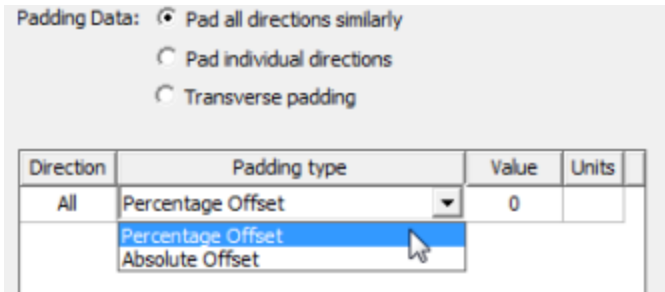 Padding Data: Pad all directions similarly
Pad individual directions
Transverse padding
Direction Padding type Value Units
All Percentage Offset 0
Percentage Offset
Absolute Offset